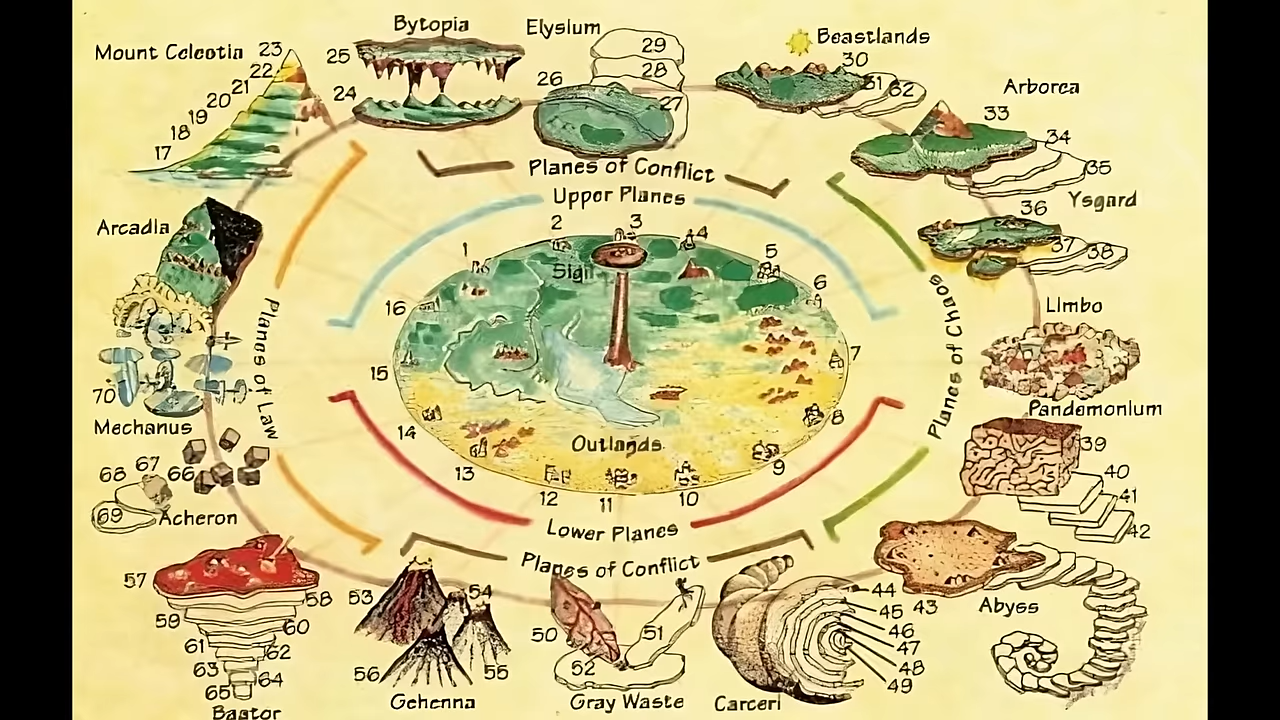 Mount Celestia
23
22
21
20
19
18
17
Bytopia
25
24
Elysium
29
28
26
27
Beastlands
30
31
32
Arborea
33
34
35
Ysgard
36
37
38
Limbo
Pandemonium
39
40
41
42
Abyss
43
Carceri
44
45
46
47
48
49
Gray Waste
50
51
52
Gehenna
53
54
55
56
Baator
57
58
59
60
61
62
63
64
65
Acheron
66
67
68
69
Mechanus
70
Arcadia
Planes of Conflict
Upper Planes
Planes of Law
Planes of Chaos
Sigil
1
2
3
4
5
6
7
8
9
10
11
12
13
14
15
16
Outlands
Lower Planes
Planes of Conflict